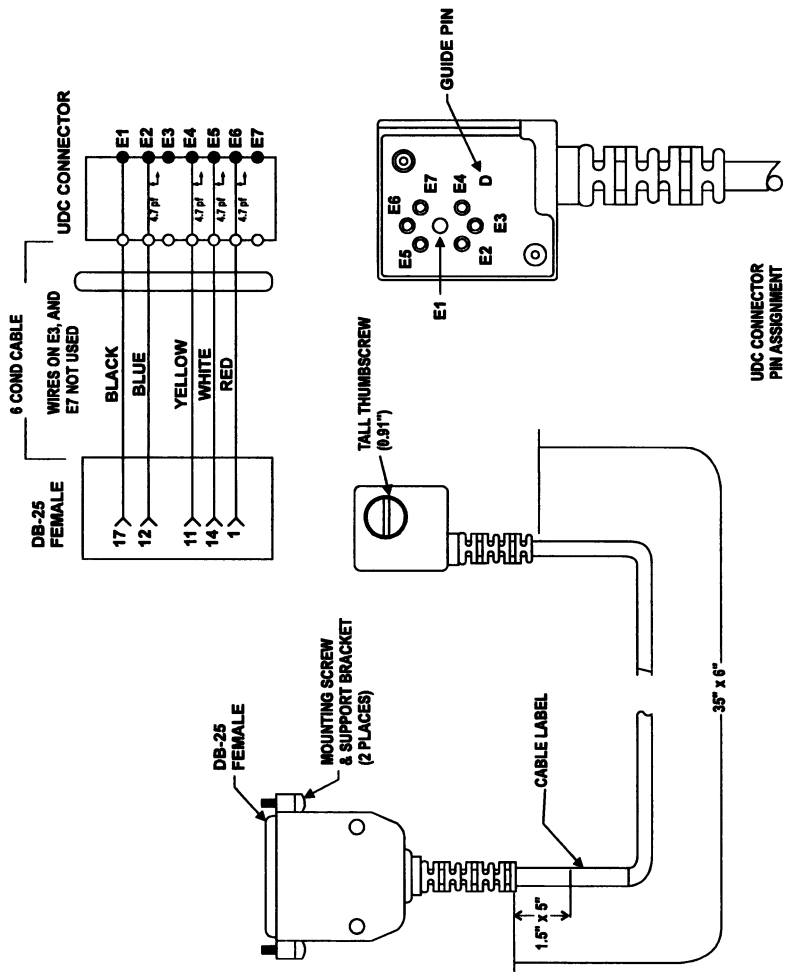 6 COND CABLE
WIRES ON E3, AND
E7 NOT USED
DB-25
FEMALE
UDC CONNECTOR
17
BLACK
E1
12
BLUE
4.7 pf
E2
E3
11
YELLOW
4.7 pf
E4
14
WHITE
4.7 pf
E5
1
RED
4.7 pf
E6
E7
DB-25
FEMALE
MOUNTING SCREW
& SUPPORT BRACKET
(2 PLACES)
TALL THUMBSCREW
(0.91")
CABLE LABEL
1.5" x 5"
35" x 6"
GUIDE PIN
E6
E7
E5
E4
D
E1
E2
E3
UDC CONNECTOR
PIN ASSIGNMENT